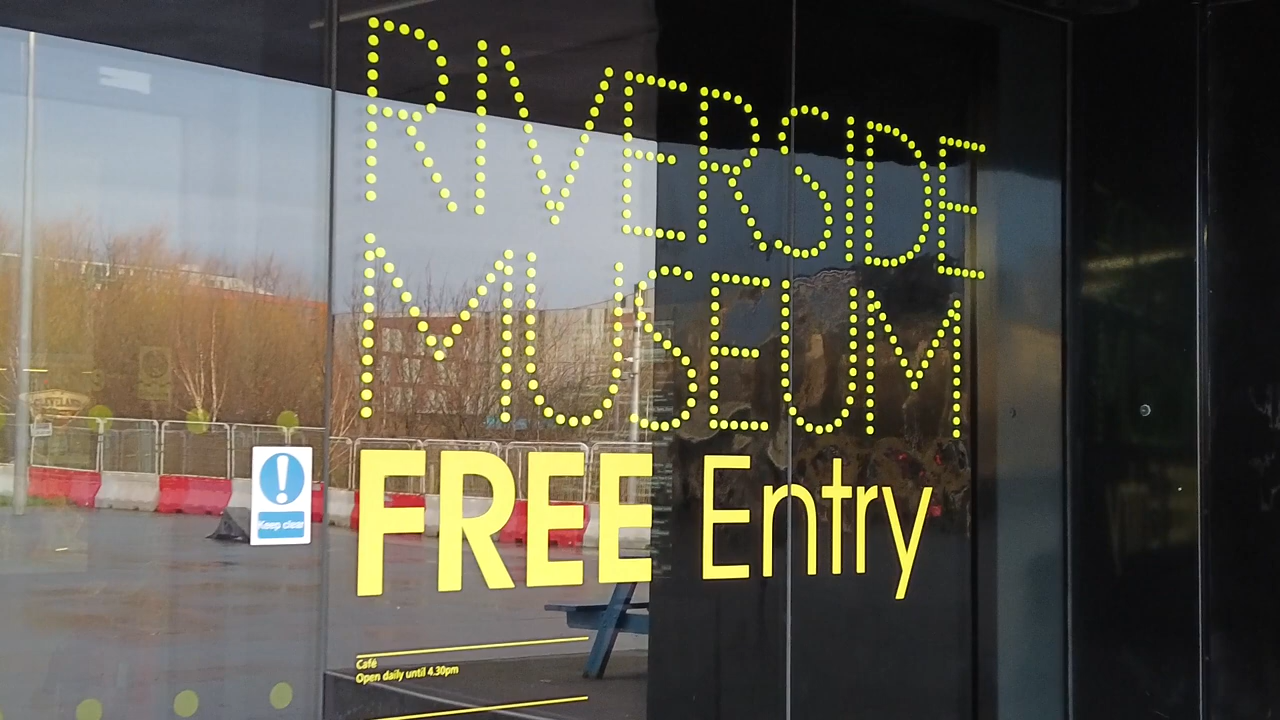 RIVERSIDE
MUSEUM
FREE Entry
Keep clear
Café
Open daily until 4.30pm